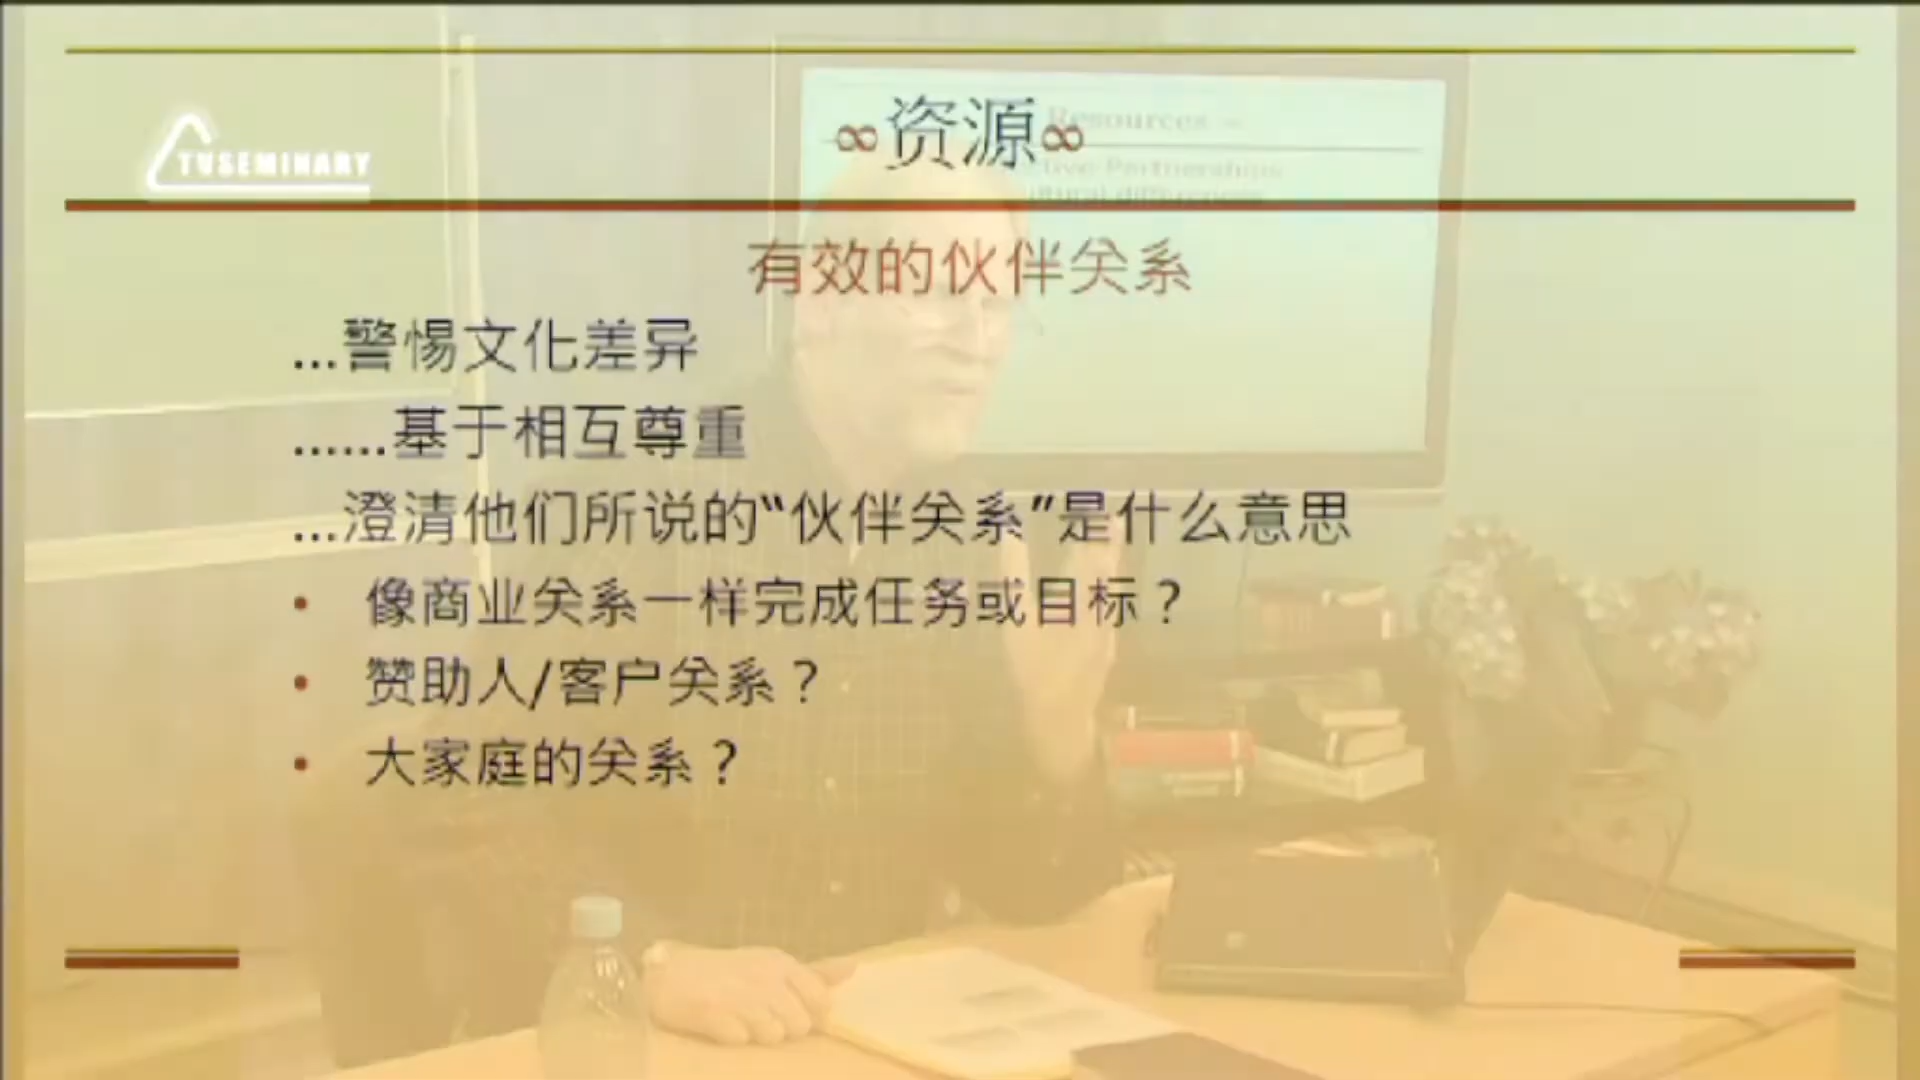 TVSEMINARY
∞资源∞
Resources –
Partnerships
differences
有效的伙伴关系
...警惕文化差异
......基于相互尊重
...澄清他们所说的“伙伴关系”是什么意思
• 像商业关系一样完成任务或目标？
• 赞助人/客户关系？
• 大家庭的关系？